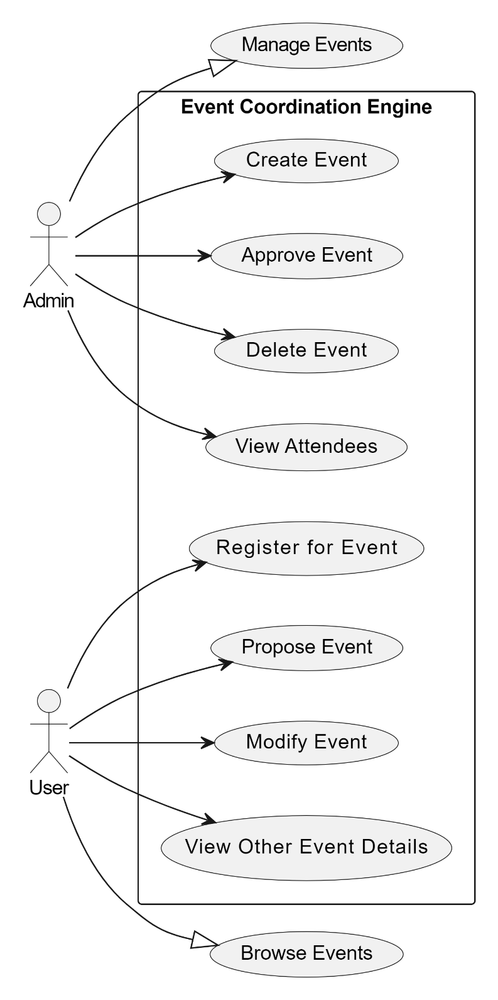 Manage Events
Event Coordination Engine
Create Event
Approve Event
Delete Event
Admin
View Attendees
Register for Event
Propose Event
Modify Event
User
View Other Event Details
Browse Events